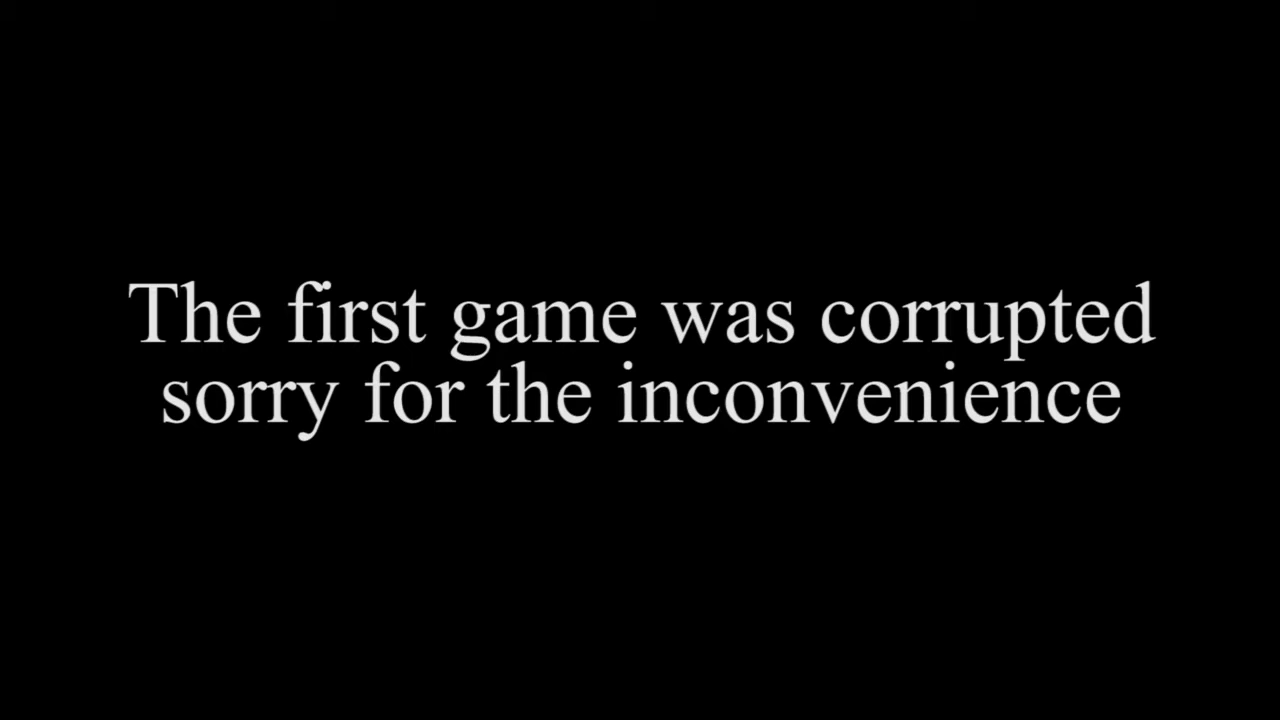 The first game was corrupted
sorry for the inconvenience